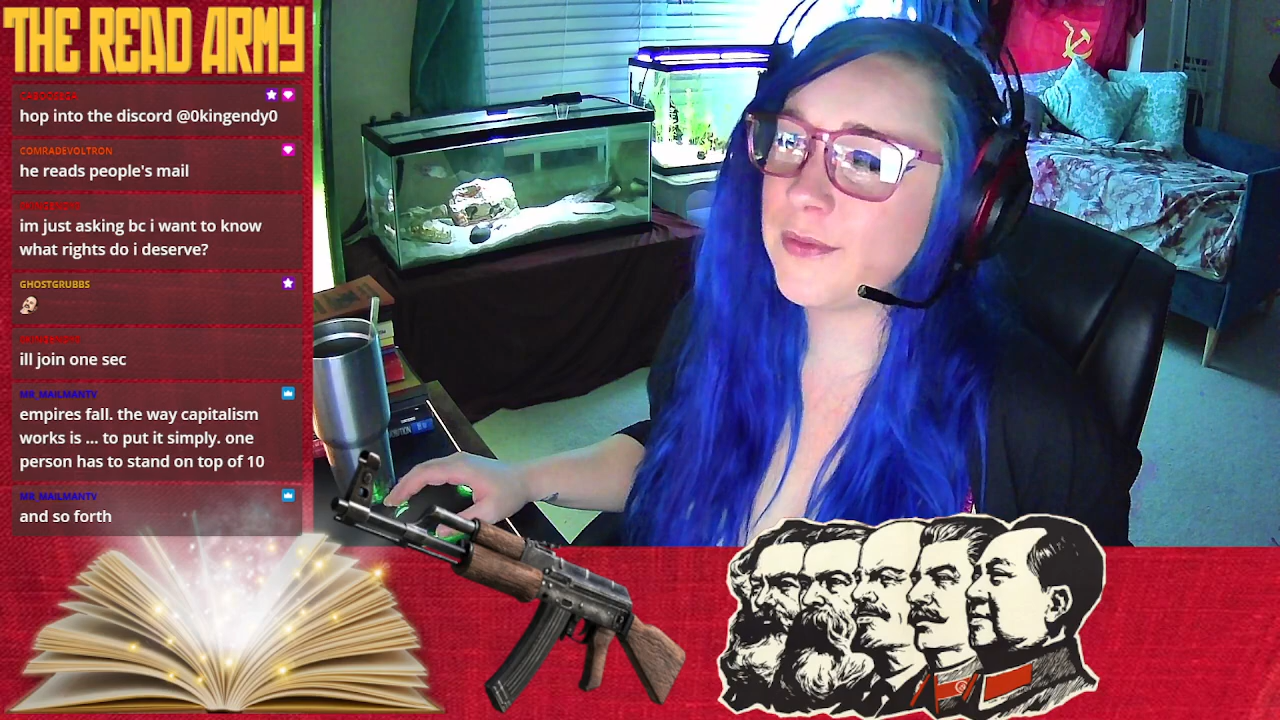 THE READ ARMY
hop into the discord @0kingendy0
COMRADEVOLTRON
he reads people's mail
im just asking bc i want to know
what rights do i deserve?
GHOSTGRUBBS
ill join one sec
MR_MAILMANTV
empires fall. the way capitalism
works is ... to put it simply. one
person has to stand on top of 10
MR_MAILMANTV
and so forth